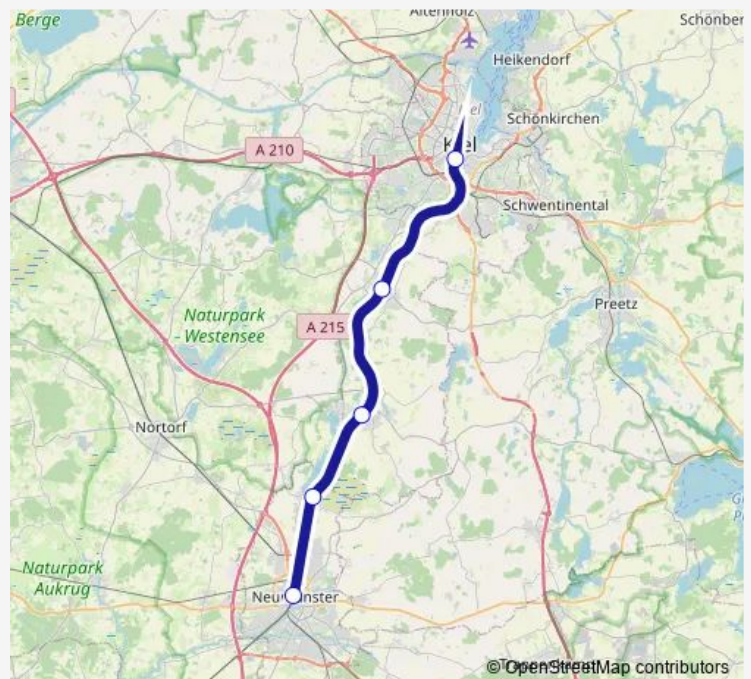 Berge
Altenholz
Schönber
Heikendorf
Schönkirchen
Kiel
A 210
Schwentinental
Preetz
Naturpark
- Westensee
A 215
Nortorf
Naturpark
Aukrug
Neumünster
© OpenStreetMap contributors